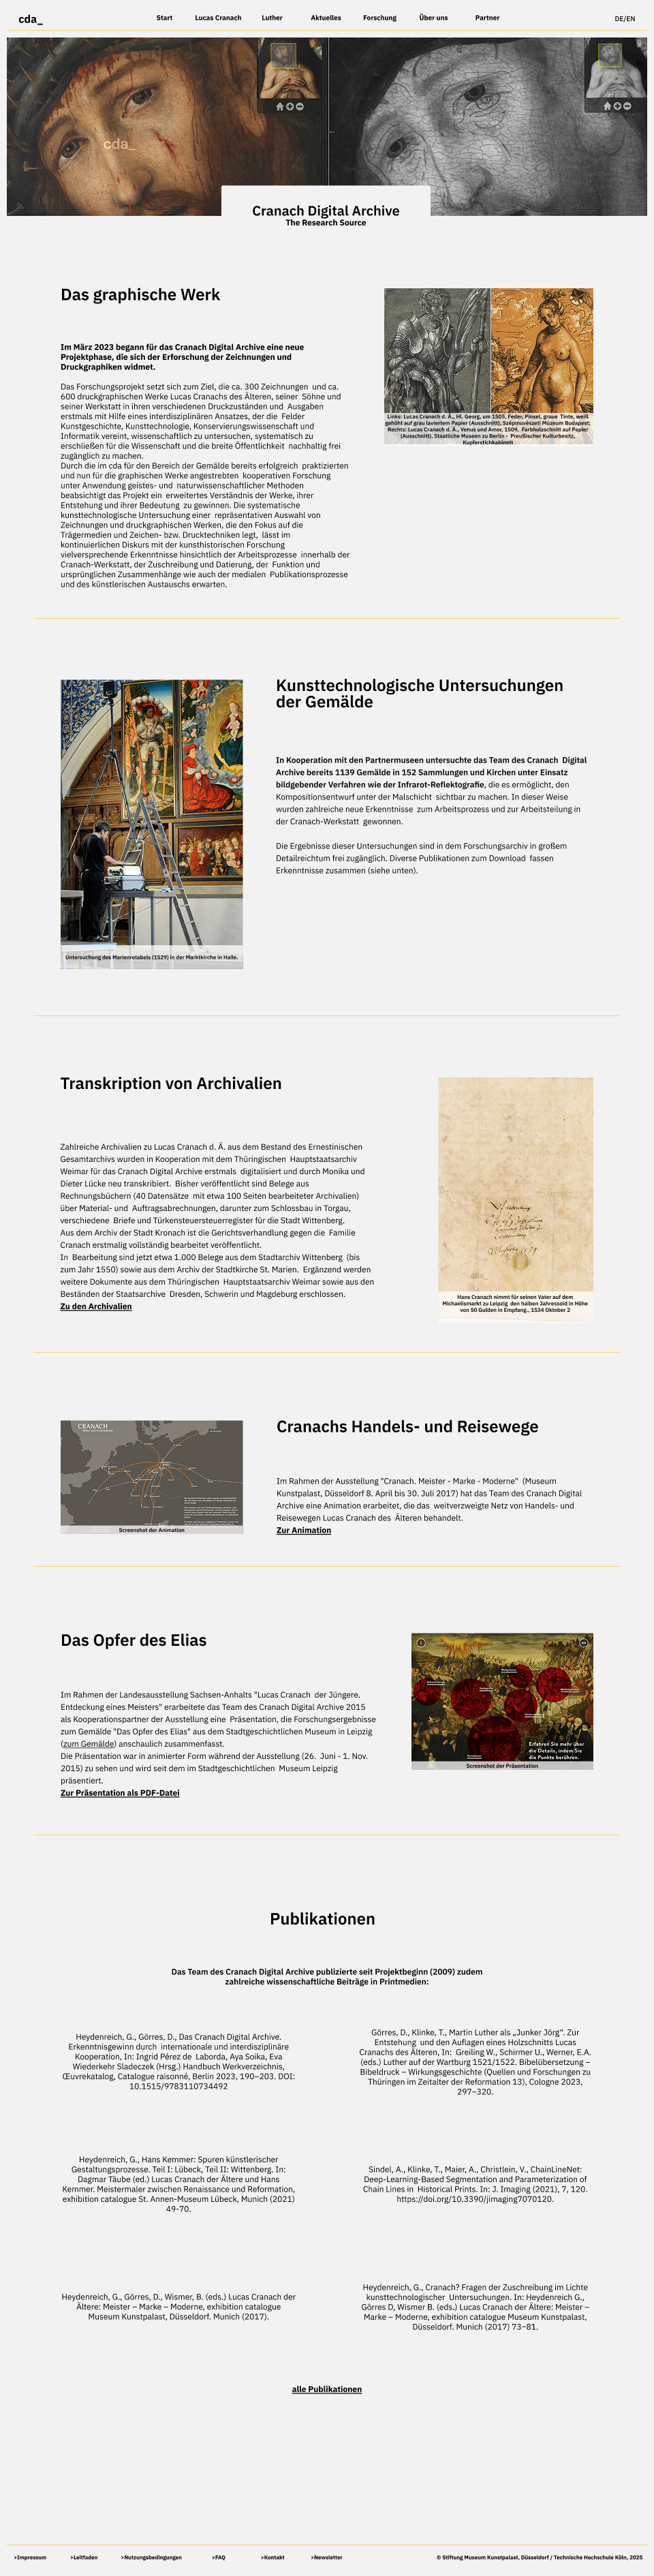 cda_
Start Lucas Cranach Luther Aktuelles Forschung Über uns Partner
DE/EN
cda_
Cranach Digital Archive
The Research Source
Das graphische Werk
Im März 2023 begann für das Cranach Digital Archive eine neue
Projektphase, die sich der Erforschung der Zeichnungen und
Druckgraphiken widmet.
Das Forschungsprojekt setzt sich zum Ziel, die ca. 300 Zeichnungen und ca.
600 druckgraphischen Werke Lucas Cranachs des Älteren, seiner Söhne und
seiner Werkstatt in ihren verschiedenen Druckzuständen und Ausgaben
erstmals mit Hilfe eines interdisziplinären Ansatzes, der die Felder
Kunstgeschichte, Kunsttechnologie, Konservierungswissenschaft und
Informatik vereint, wissenschaftlich zu untersuchen, systematisch zu
erschließen für die Wissenschaft und die breite Öffentlichkeit nachhaltig frei
zugänglich zu machen.
Durch die im cda für den Bereich der Gemälde bereits erfolgreich praktizierten
und nun für die graphischen Werke angestrebten kooperativen Forschung
unter Anwendung geistes- und naturwissenschaftlicher Methoden
beabsichtigt das Projekt ein erweitertes Verständnis der Werke, ihrer
Entstehung und ihrer Bedeutung zu gewinnen. Die systematische
kunsttechnologische Untersuchung einer repräsentativen Auswahl von
Zeichnungen und druckgraphischen Werken, die den Fokus auf die
Trägermedien und Zeichen- bzw. Drucktechniken legt, lässt im
kontinuierlichen Diskurs mit der kunsthistorischen Forschung
vielversprechende Erkenntnisse hinsichtlich der Arbeitsprozesse innerhalb der
Cranach-Werkstatt, der Zuschreibung und Datierung, der Funktion und
ursprünglichen Zusammenhänge wie auch der medialen Publikationsprozesse
und des künstlerischen Austauschs erwarten.
Links: Lucas Cranach d. Ä., Hl. Georg, um 1505, Feder, Pinsel, graue Tinte, weiß
gehöht auf grau laviertem Papier (Ausschnitt), Szépmüvészeti Múzeum Budapest;
Rechts: Lucas Cranach d. Ä., Venus und Amor, 1509, Farbholzschnitt auf Papier
(Ausschnitt), Staatliche Museen zu Berlin - Preußischer Kulturbesitz,
Kupferstichkabinett
Kunsttechnologische Untersuchungen
der Gemälde
In Kooperation mit den Partnermuseen untersuchte das Team des Cranach Digital
Archive bereits 1139 Gemälde in 152 Sammlungen und Kirchen unter Einsatz
bildgebender Verfahren wie der Infrarot-Reflektografie, die es ermöglicht, den
Kompositionsentwurf unter der Malschicht sichtbar zu machen. In dieser Weise
wurden zahlreiche neue Erkenntnisse zum Arbeitsprozess und zur Arbeitsteilung in
der Cranach-Werkstatt gewonnen.
Die Ergebnisse dieser Untersuchungen sind in dem Forschungsarchiv in großem
Detailreichtum frei zugänglich. Diverse Publikationen zum Download fassen
Erkenntnisse zusammen (siehe unten).
Untersuchung des Marienretabels (1529) in der Marktkirche in Halle.
Transkription von Archivalien
Zahlreiche Archivalien zu Lucas Cranach d. Ä. aus dem Bestand des Ernestinischen
Gesamtarchivs wurden in Kooperation mit dem Thüringischen Hauptstaatsarchiv
Weimar für das Cranach Digital Archive erstmals digitalisiert und durch Monika und
Dieter Lücke neu transkribiert. Bisher veröffentlicht sind Belege aus
Rechnungsbüchern (40 Datensätze mit etwa 100 Seiten bearbeiteter Archivalien)
über Material- und Auftragsabrechnungen, darunter zum Schlossbau in Torgau,
verschiedene Briefe und Türkensteuersteuerregister für die Stadt Wittenberg.
Aus dem Archiv der Stadt Kronach ist die Gerichtsverhandlung gegen die Familie
Cranach erstmalig vollständig bearbeitet veröffentlicht.
In Bearbeitung sind jetzt etwa 1.000 Belege aus dem Stadtarchiv Wittenberg (bis
zum Jahr 1550) sowie aus dem Archiv der Stadtkirche St. Marien. Ergänzend werden
weitere Dokumente aus dem Thüringischen Hauptstaatsarchiv Weimar sowie aus den
Beständen der Staatsarchive Dresden, Schwerin und Magdeburg erschlossen.
Zu den Archivalien
cda_
Hans Cranach nimmt für seinen Vater auf dem
Michaelismarkt zu Leipzig den halben Jahressold in Höhe
von 50 Gulden in Empfang., 1534 Oktober 2
CRANACH
Screenshot der Animation
Cranachs Handels- und Reisewege
Im Rahmen der Ausstellung "Cranach. Meister - Marke - Moderne" (Museum
Kunstpalast, Düsseldorf 8. April bis 30. Juli 2017) hat das Team des Cranach Digital
Archive eine Animation erarbeitet, die das weitverzweigte Netz von Handels- und
Reisewegen Lucas Cranach des Älteren behandelt.
Zur Animation
Das Opfer des Elias
Im Rahmen der Landesausstellung Sachsen-Anhalts "Lucas Cranach der Jüngere.
Entdeckung eines Meisters" erarbeitete das Team des Cranach Digital Archive 2015
als Kooperationspartner der Ausstellung eine Präsentation, die Forschungsergebnisse
zum Gemälde "Das Opfer des Elias" aus dem Stadtgeschichtlichen Museum in Leipzig
(zum Gemälde) anschaulich zusammenfasst.
Die Präsentation war in animierter Form während der Ausstellung (26. Juni - 1. Nov.
2015) zu sehen und wird seit dem im Stadtgeschichtlichen Museum Leipzig
präsentiert.
Zur Präsentation als PDF-Datei
Erfahren Sie mehr über
die Details, indem Sie
die Punkte berühren.
Screenshot der Präsentation
Publikationen
Das Team des Cranach Digital Archive publizierte seit Projektbeginn (2009) zudem
zahlreiche wissenschaftliche Beiträge in Printmedien:
Heydenreich, G., Görres, D., Das Cranach Digital Archive.
Erkenntnisgewinn durch internationale und interdisziplinäre
Kooperation, In: Ingrid Pérez de Laborda, Aya Soika, Eva
Wiederkehr Sladeczek (Hrsg.) Handbuch Werkverzeichnis,
Œuvrekatalog, Catalogue raisonné, Berlin 2023, 190–203. DOI:
10.1515/9783110734492
Görres, D., Klinke, T., Martin Luther als „Junker Jörg“. Zur
Entstehung und den Auflagen eines Holzschnitts Lucas
Cranachs des Älteren, In: Greiling W., Schirmer U., Werner, E.A.
(eds.) Luther auf der Wartburg 1521/1522. Bibelübersetzung –
Bibeldruck – Wirkungsgeschichte (Quellen und Forschungen zu
Thüringen im Zeitalter der Reformation 13), Cologne 2023,
297–320.
Heydenreich, G., Hans Kemmer: Spuren künstlerischer
Gestaltungsprozesse. Teil I: Lübeck, Teil II: Wittenberg. In:
Dagmar Täube (ed.) Lucas Cranach der Ältere und Hans
Kemmer. Meistermaler zwischen Renaissance und Reformation,
exhibition catalogue St. Annen-Museum Lübeck, Munich (2021)
49-70.
Sindel, A., Klinke, T., Maier, A., Christlein, V., ChainLineNet:
Deep-Learning-Based Segmentation and Parameterization of
Chain Lines in Historical Prints. In: J. Imaging (2021), 7, 120.
https://doi.org/10.3390/jimaging7070120.
Heydenreich, G., Görres, D., Wismer, B. (eds.) Lucas Cranach der
Ältere: Meister – Marke – Moderne, exhibition catalogue
Museum Kunstpalast, Düsseldorf. Munich (2017).
Heydenreich, G., Cranach? Fragen der Zuschreibung im Lichte
kunsttechnologischer Untersuchungen. In: Heydenreich G.,
Görres D, Wismer B. (eds.) Lucas Cranach der Ältere: Meister –
Marke – Moderne, exhibition catalogue Museum Kunstpalast,
Düsseldorf. Munich (2017) 73–81.
alle Publikationen
>Impressum >Leitfaden >Nutzungsbedingungen >FAQ >Kontakt >Newsletter
© Stiftung Museum Kunstpalast, Düsseldorf / Technische Hochschule Köln, 2025